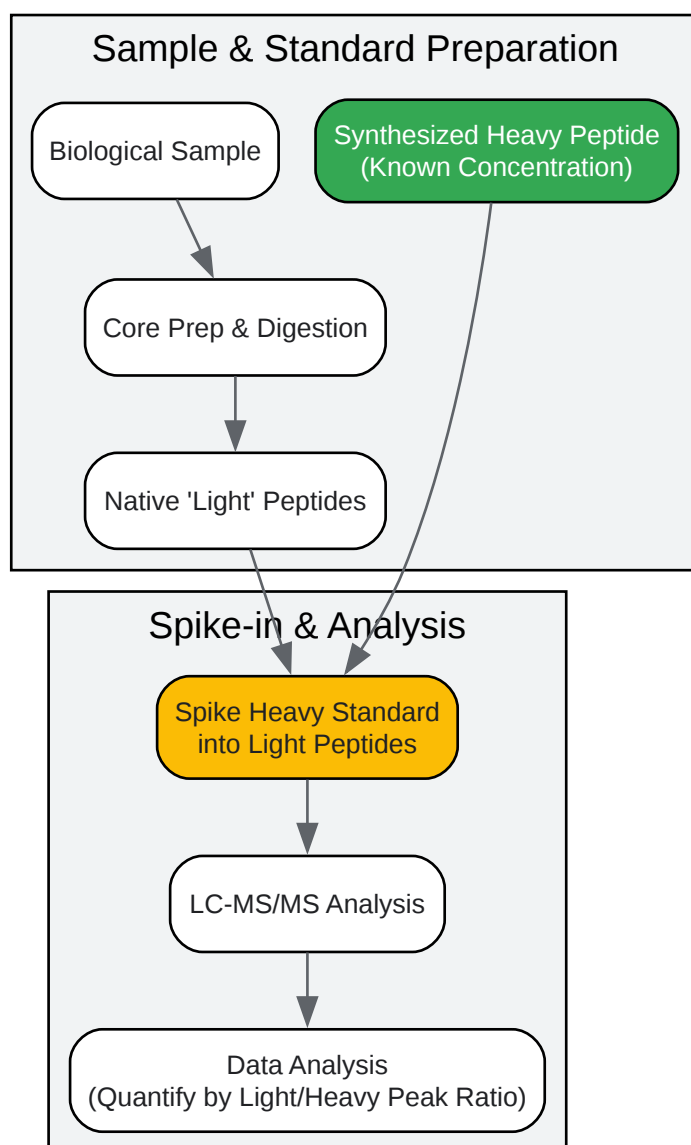 Sample & Standard Preparation
Biological Sample
Synthesized Heavy Peptide
(Known Concentration)
Core Prep & Digestion
Native 'Light' Peptides
Spike-in & Analysis
Spike Heavy Standard
into Light Peptides
LC-MS/MS Analysis
Data Analysis
(Quantify by Light/Heavy Peak Ratio)